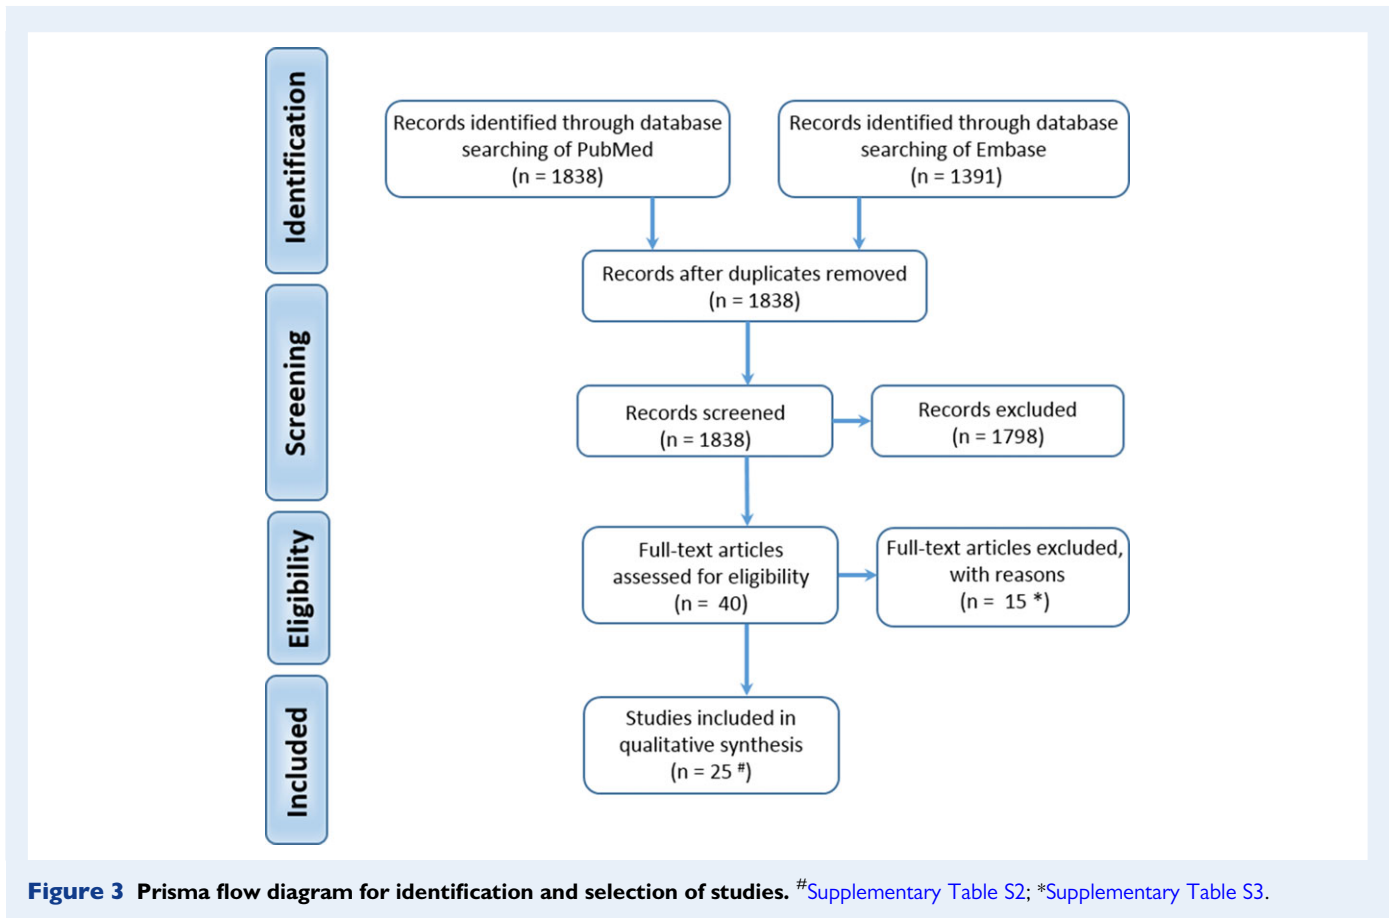 Identification
Records identified through database
searching of PubMed
(n = 1838)
Records identified through database
searching of Embase
(n = 1391)
Records after duplicates removed
(n = 1838)
Screening
Records screened
(n = 1838)
Records excluded
(n = 1798)
Eligibility
Full-text articles
assessed for eligibility
(n = 40)
Full-text articles excluded,
with reasons
(n = 15 *)
Included
Studies included in
qualitative synthesis
(n = 25 #)
Figure 3 Prisma flow diagram for identification and selection of studies. #Supplementary Table S2; *Supplementary Table S3.